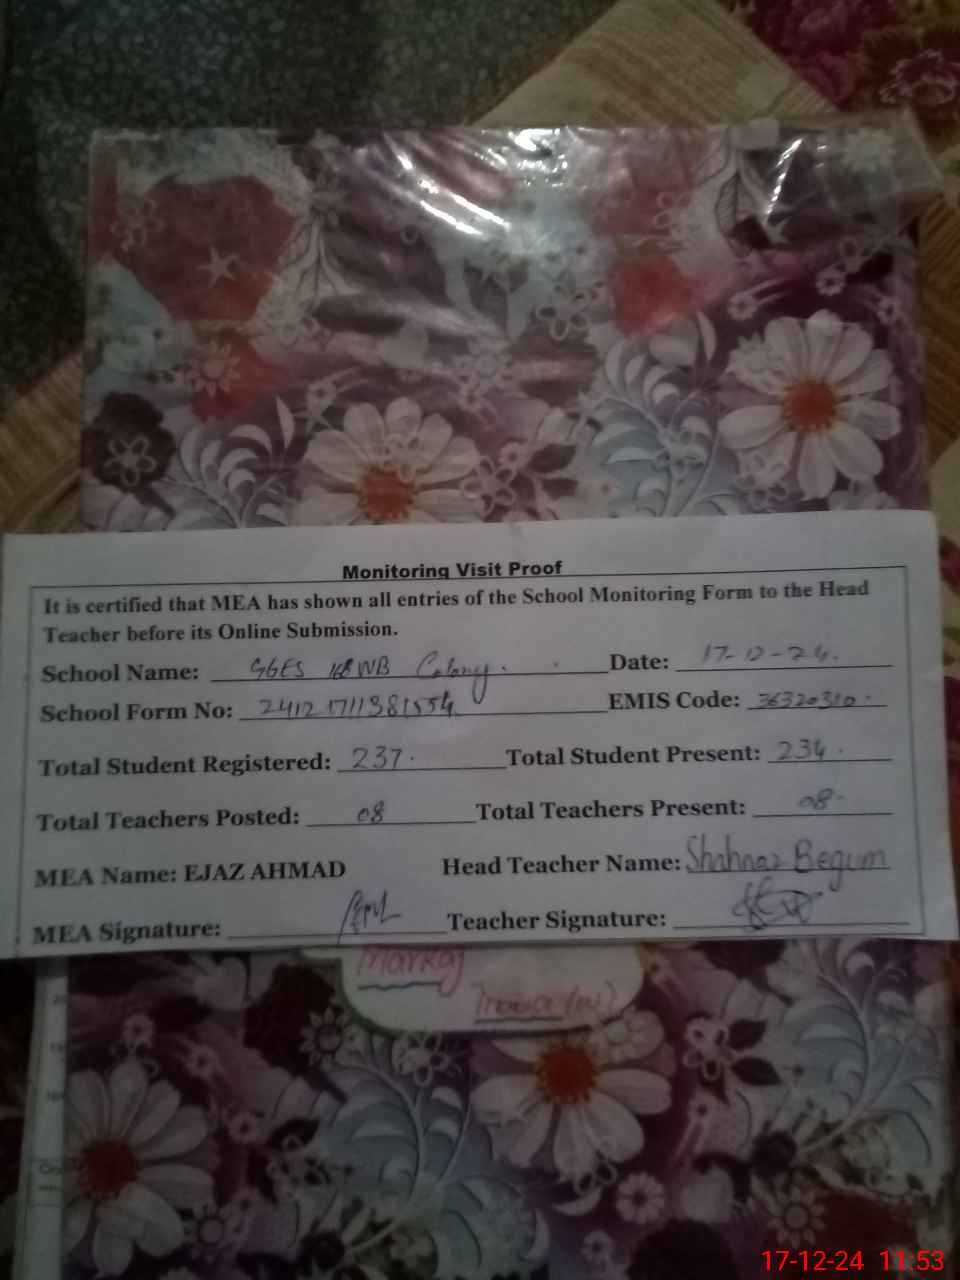 Monitoring Visit Proof
It is certified that MEA has shown all entries of the School Monitoring Form to the Head
Teacher before its Online Submission.
School Name: GGES 168 WB Colony. Date: 17-12-24.
School Form No: 24121711381554 EMIS Code: 36320310.
Total Student Registered: 237. Total Student Present: 234.
Total Teachers Posted: 08 Total Teachers Present: 08.
MEA Name: EJAZ AHMAD Head Teacher Name: Shahnaz Begum
MEA Signature: Teacher Signature:
Markaz
17-12-24 11:53